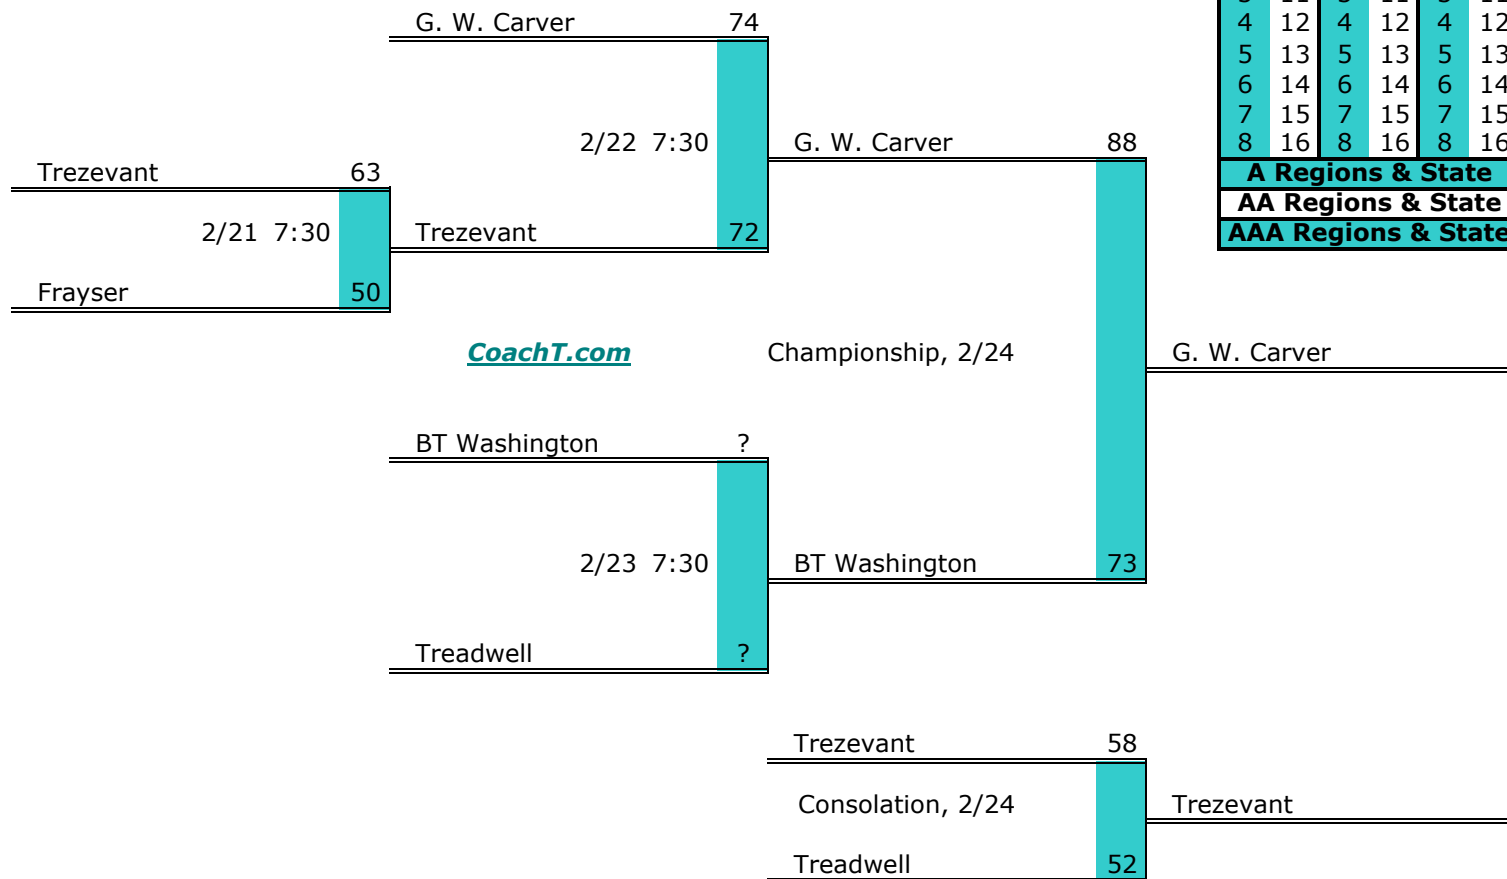 G. W. Carver 74
4 12 4 12 4 12
5 13 5 13 5 13
6 14 6 14 6 14
2/22 7:30 G. W. Carver 88
7 15 7 15 7 15
8 16 8 16 8 16
Trezevant 63
A Regions & State
AA Regions & State
2/21 7:30 Trezevant 72
AAA Regions & State
Frayser 50
CoachT.com Championship, 2/24 G. W. Carver
BT Washington ?
2/23 7:30 BT Washington 73
Treadwell ?
Trezevant 58
Consolation, 2/24 Trezevant
Treadwell 52